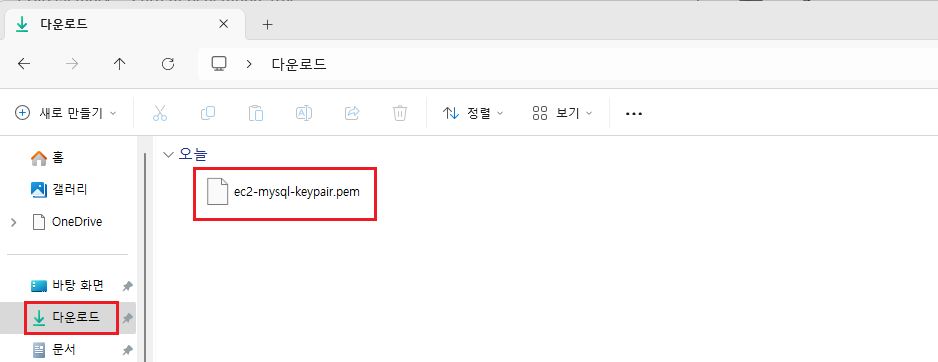 다운로드
다운로드
새로 만들기
정렬
보기
홈
갤러리
OneDrive
바탕 화면
다운로드
문서
오늘
ec2-mysql-keypair.pem